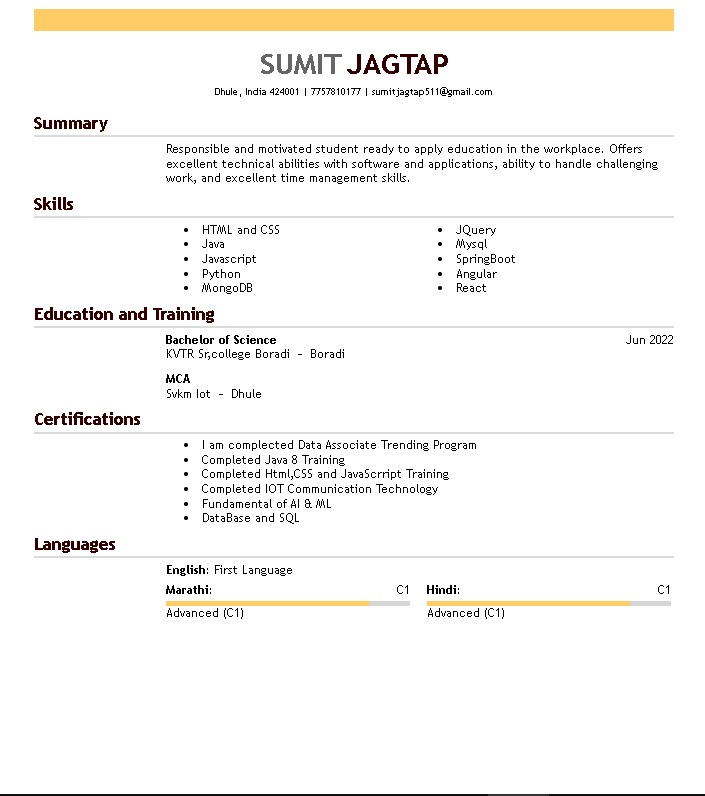 SUMIT JAGTAP
Dhule, India 424001 | 7757810177 | sumitjagtap511@gmail.com
Summary
Responsible and motivated student ready to apply education in the workplace. Offers
excellent technical abilities with software and applications, ability to handle challenging
work, and excellent time management skills.
Skills
• HTML and CSS
• Java
• Javascript
• Python
• MongoDB
• JQuery
• Mysql
• SpringBoot
• Angular
• React
Education and Training
Bachelor of Science Jun 2022
KVTR Sr,college Boradi - Boradi
MCA
Svkm Iot - Dhule
Certifications
• I am complected Data Associate Trending Program
• Completed Java 8 Training
• Completed Html,CSS and JavaScrript Training
• Completed IOT Communication Technology
• Fundamental of AI & ML
• DataBase and SQL
Languages
English: First Language
Marathi: C1
Advanced (C1)
Hindi: C1
Advanced (C1)